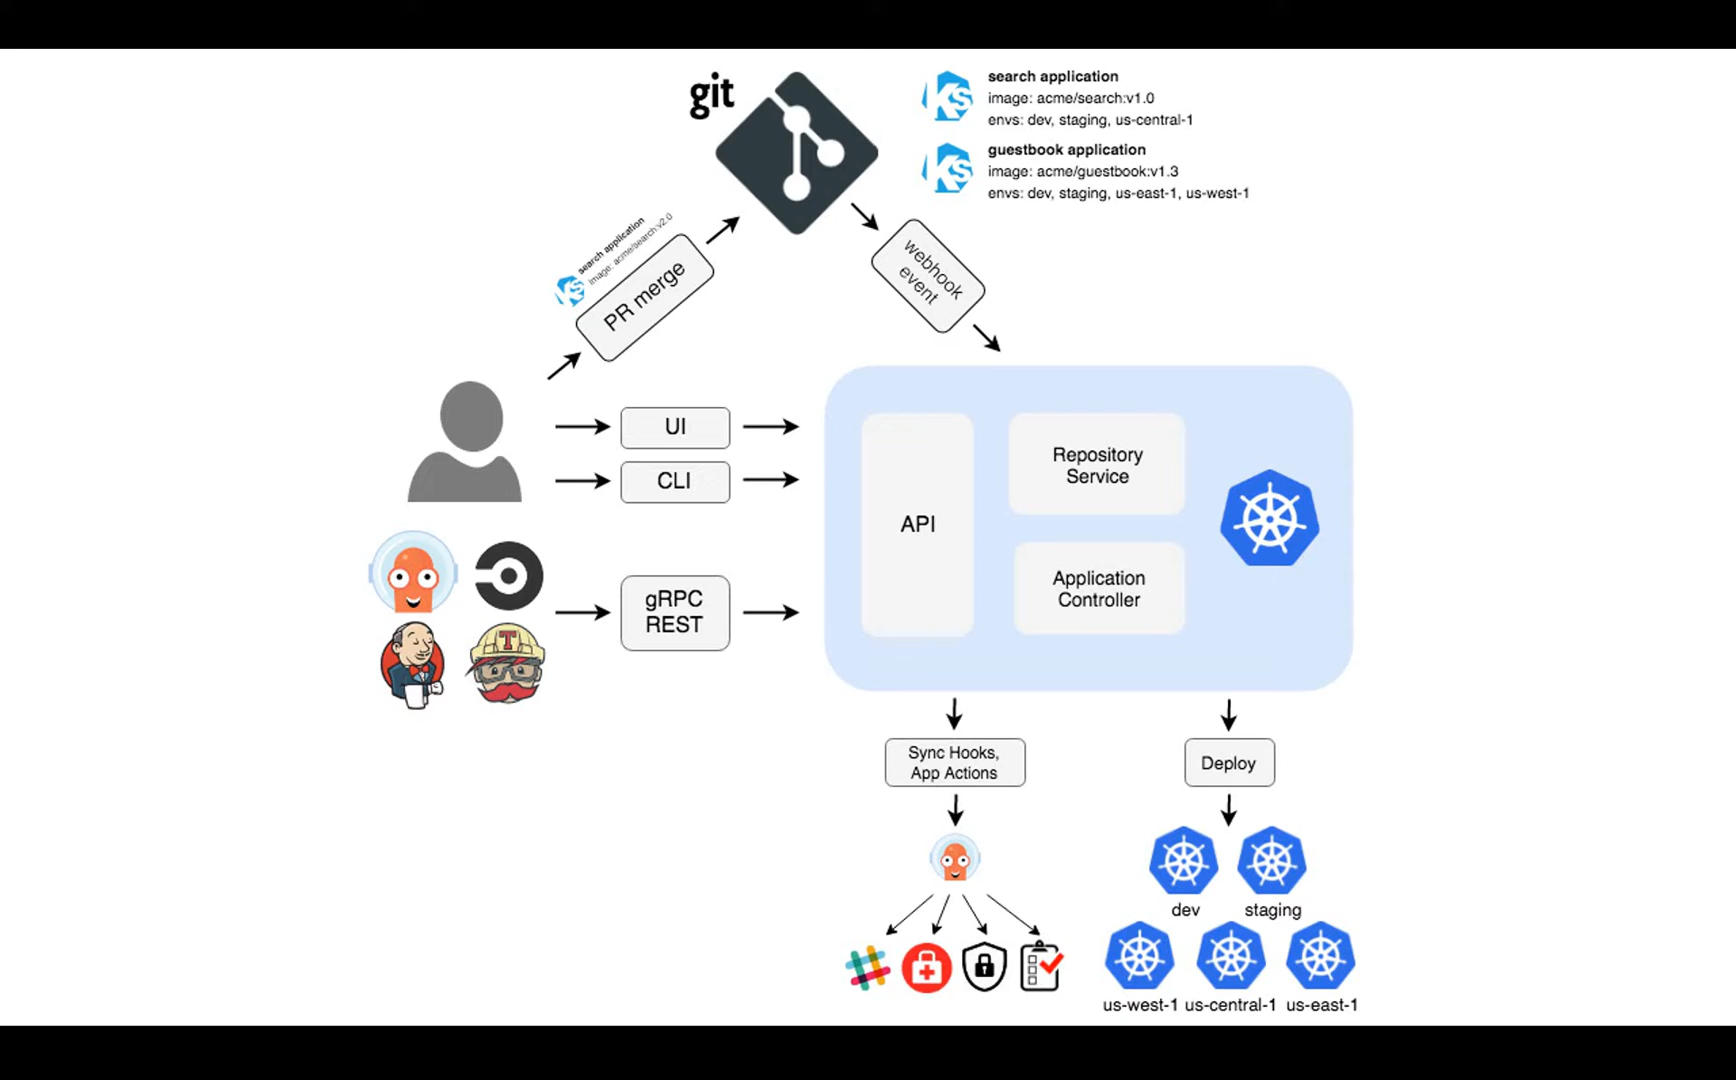 git
search application
image: acme/search:v1.0
envs: dev, staging, us-central-1
guestbook application
image: acme/guestbook:v1.3
envs: dev, staging, us-east-1, us-west-1
search application
image: acme/search:v2.0
PR merge
webhook
event
UI
CLI
gRPC
REST
API
Repository
Service
Application
Controller
Sync Hooks,
App Actions
Deploy
dev
staging
us-west-1
us-central-1
us-east-1
KS
KS
KS
T